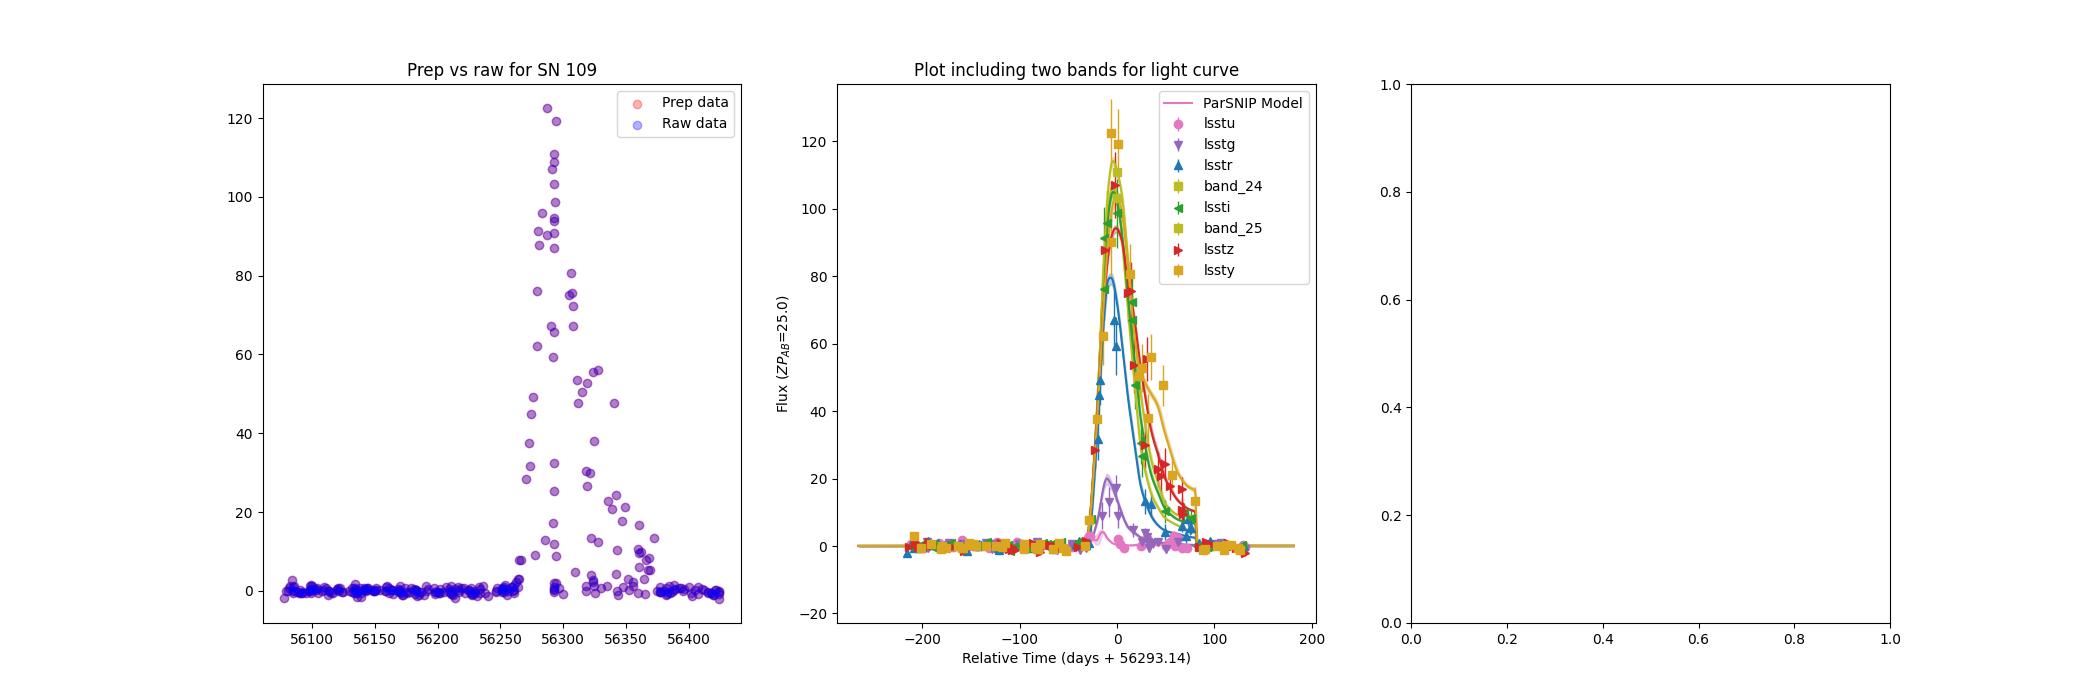 Prep vs raw for SN 109
Prep data
Raw data
120
100
80
60
40
20
0
56100 56150 56200 56250 56300 56350 56400
Plot including two bands for light curve
ParSNIP Model
lsstu
lsstg
lsstr
band_24
lssti
band_25
lsstz
lssty
Flux (ZP_AB=25.0)
120
100
80
60
40
20
0
−20
−200 −100 0 100 200
Relative Time (days + 56293.14)
1.0
0.8
0.6
0.4
0.2
0.0
0.0 0.2 0.4 0.6 0.8 1.0